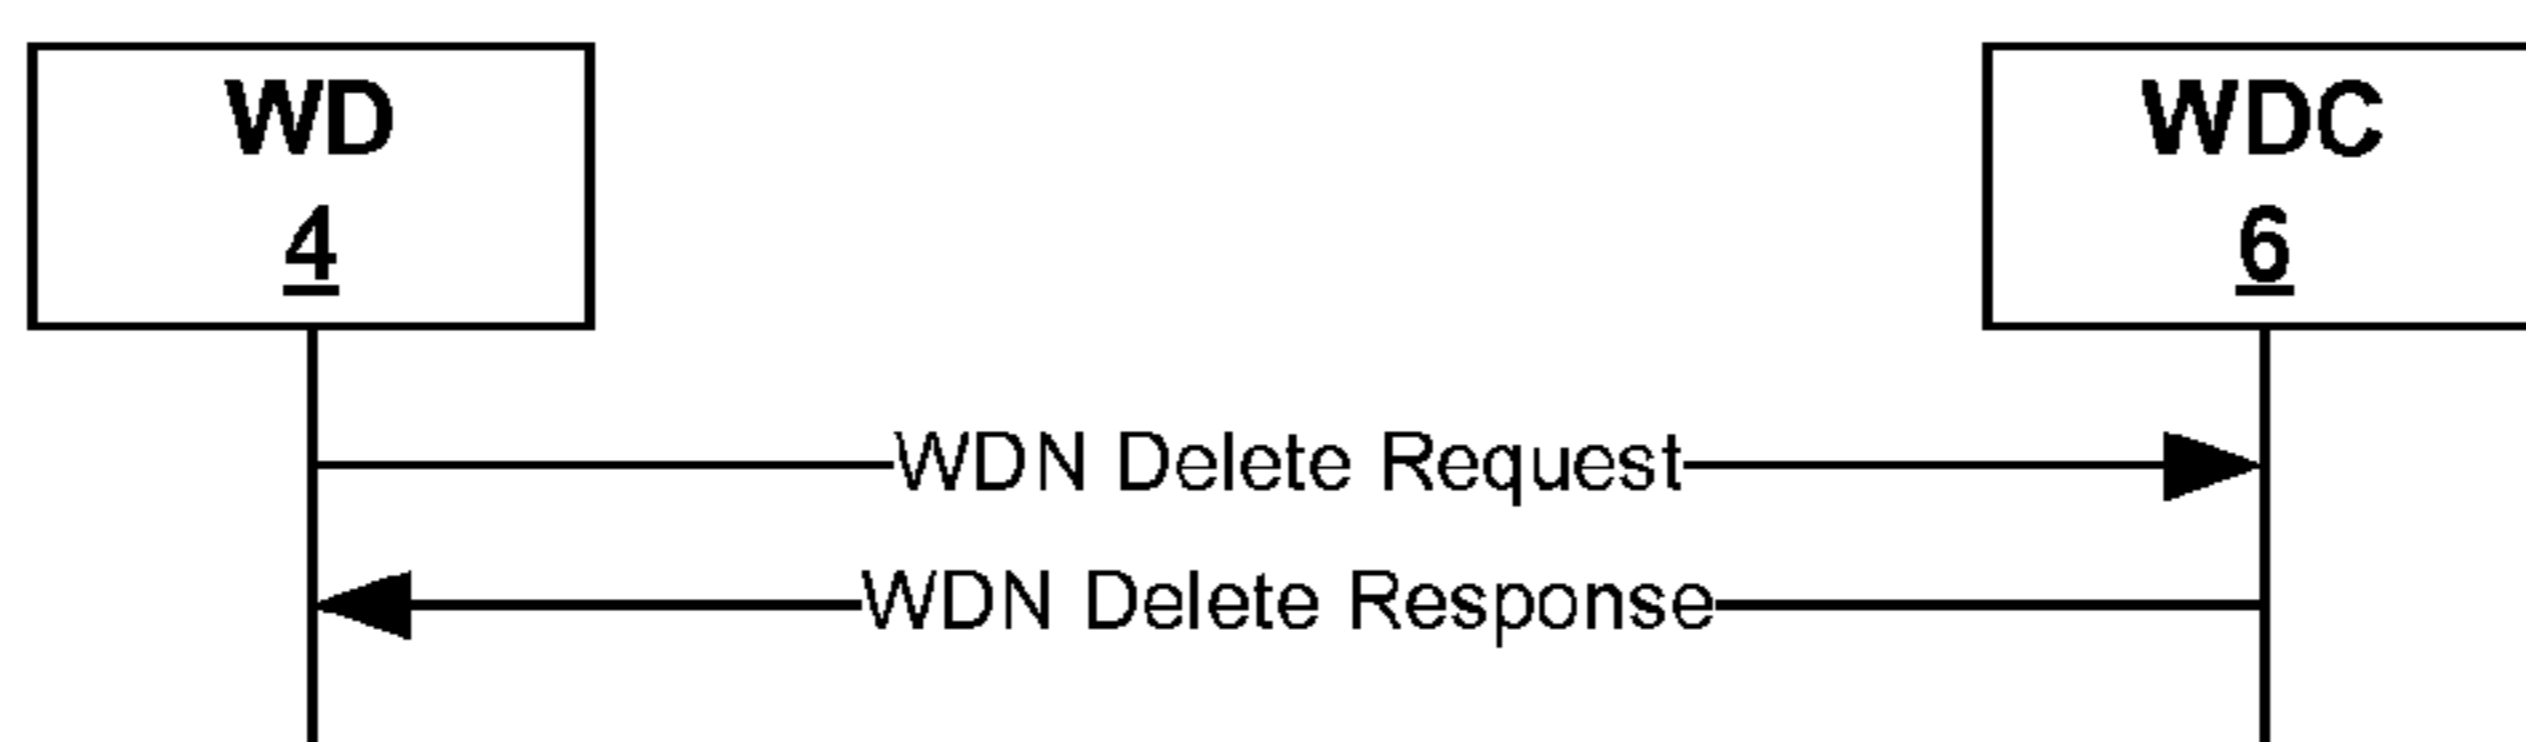 WD
4
WDC
6
WDN Delete Request
WDN Delete Response